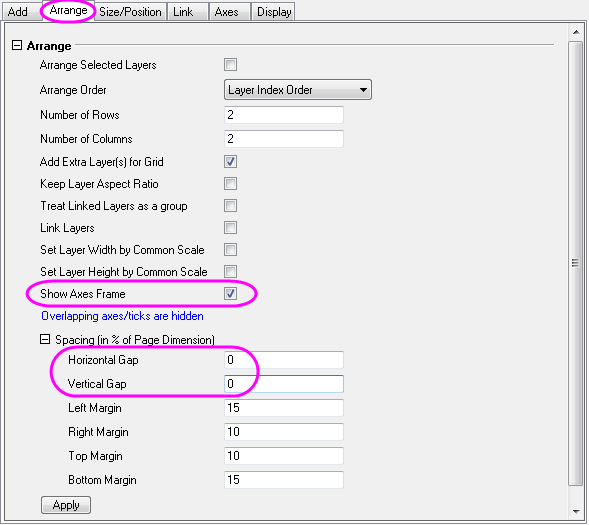 Add Arrange Size/Position Link Axes Display
Arrange
Arrange Selected Layers
Arrange Order Layer Index Order
Number of Rows 2
Number of Columns 2
Add Extra Layer(s) for Grid
Keep Layer Aspect Ratio
Treat Linked Layers as a group
Link Layers
Set Layer Width by Common Scale
Set Layer Height by Common Scale
Show Axes Frame
Overlapping axes/ticks are hidden
Spacing (in % of Page Dimension)
Horizontal Gap 0
Vertical Gap 0
Left Margin 15
Right Margin 10
Top Margin 10
Bottom Margin 15
Apply